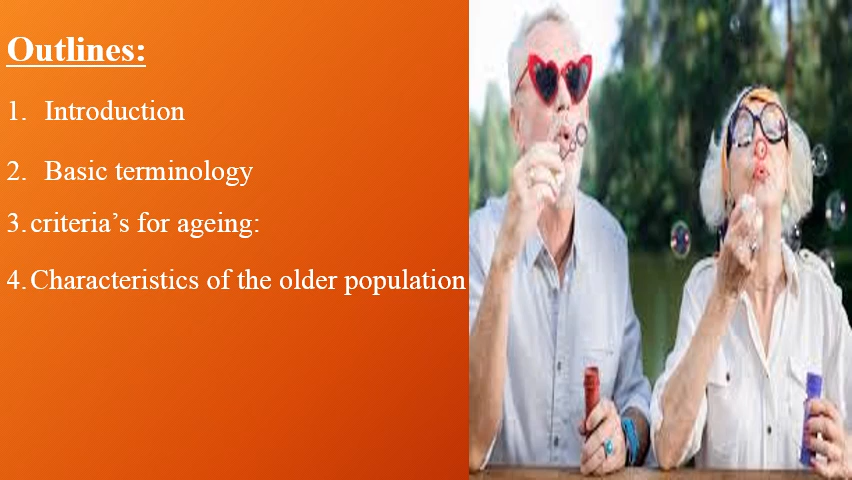 Outlines:
1. Introduction
2. Basic terminology
3. criteria’s for ageing:
4. Characteristics of the older population